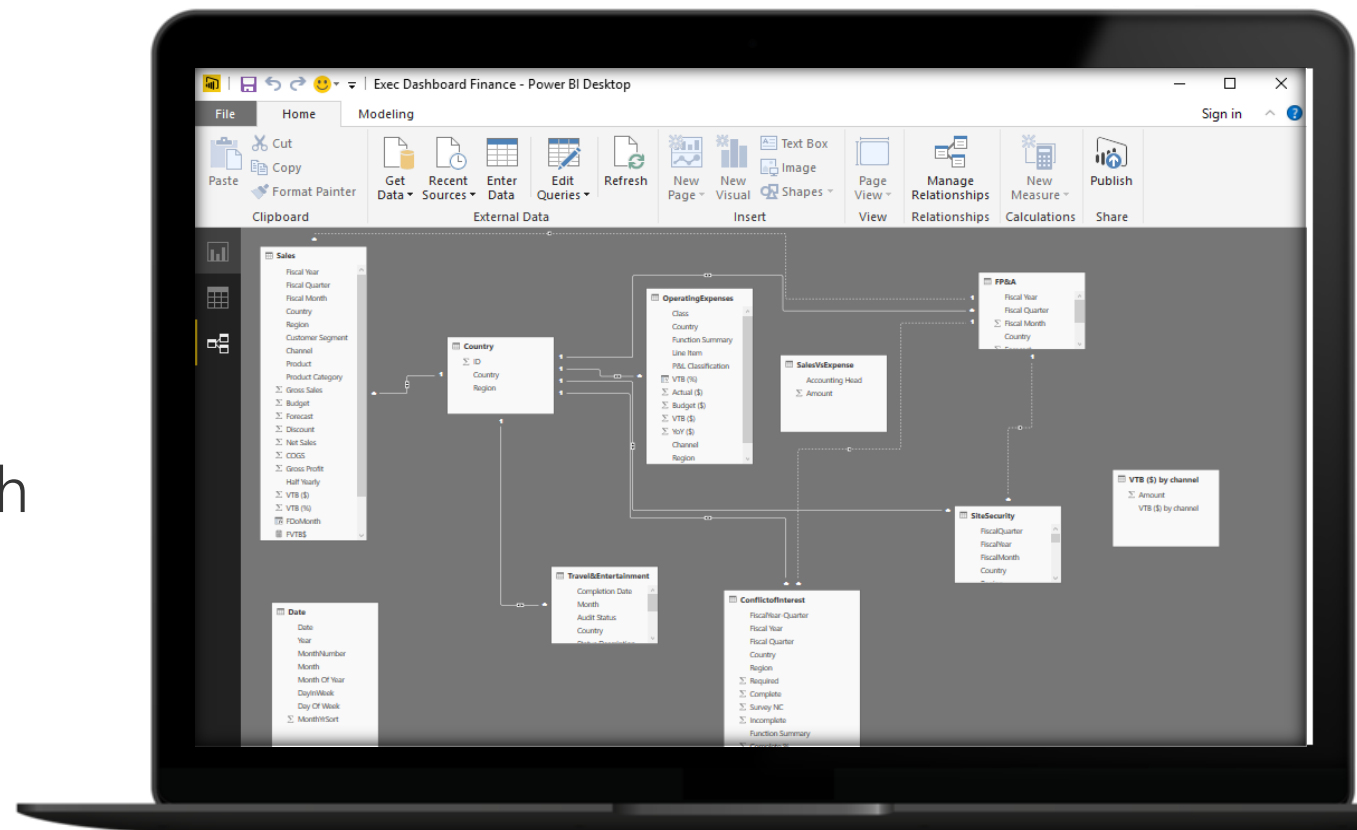 Exec Dashboard Finance - Power BI Desktop
File Home Modeling Sign in
Paste
Cut
Copy
Format Painter
Clipboard
Get Data
Recent Sources
Enter Data
Edit Queries
Refresh
External Data
New Page
New Visual
Text Box
Image
Shapes
Insert
Page View
View
Manage Relationships
Relationships
New Measure
Calculations
Publish
Share
h
Sales
Fiscal Year
Fiscal Quarter
Fiscal Month
Country
Region
Customer Segment
Channel
Product
Product Category
Σ Gross Sales
Σ Budget
Σ Forecast
Σ Discount
Σ Net Sales
Σ COGS
Σ Gross Profit
Half Yearly
Σ VTB ($)
Σ VTB (%)
FDoMonth
FVTB$
Country
Σ ID
Country
Region
OperatingExpenses
Class
Country
Function Summary
Line Item
P&L Classification
VTB (%)
Σ Actual ($)
Σ Budget ($)
Σ VTB ($)
Σ YoY ($)
Channel
Region
SalesVsExpense
Accounting Head
Σ Amount
FP&A
Fiscal Year
Fiscal Quarter
Σ Fiscal Month
Country
VTB ($) by channel
Σ Amount
VTB ($) by channel
SiteSecurity
FiscalQuarter
FiscalYear
FiscalMonth
Country
Travel&Entertainment
Completion Date
Month
Audit Status
Country
ConflictofInterest
FiscalYear-Quarter
Fiscal Year
Fiscal Quarter
Country
Region
Σ Required
Σ Complete
Σ Survey NC
Σ Incomplete
Function Summary
Date
Date
Year
MonthNumber
Month
Month Of Year
DayInWeek
Day Of Week
Σ MonthYrSort